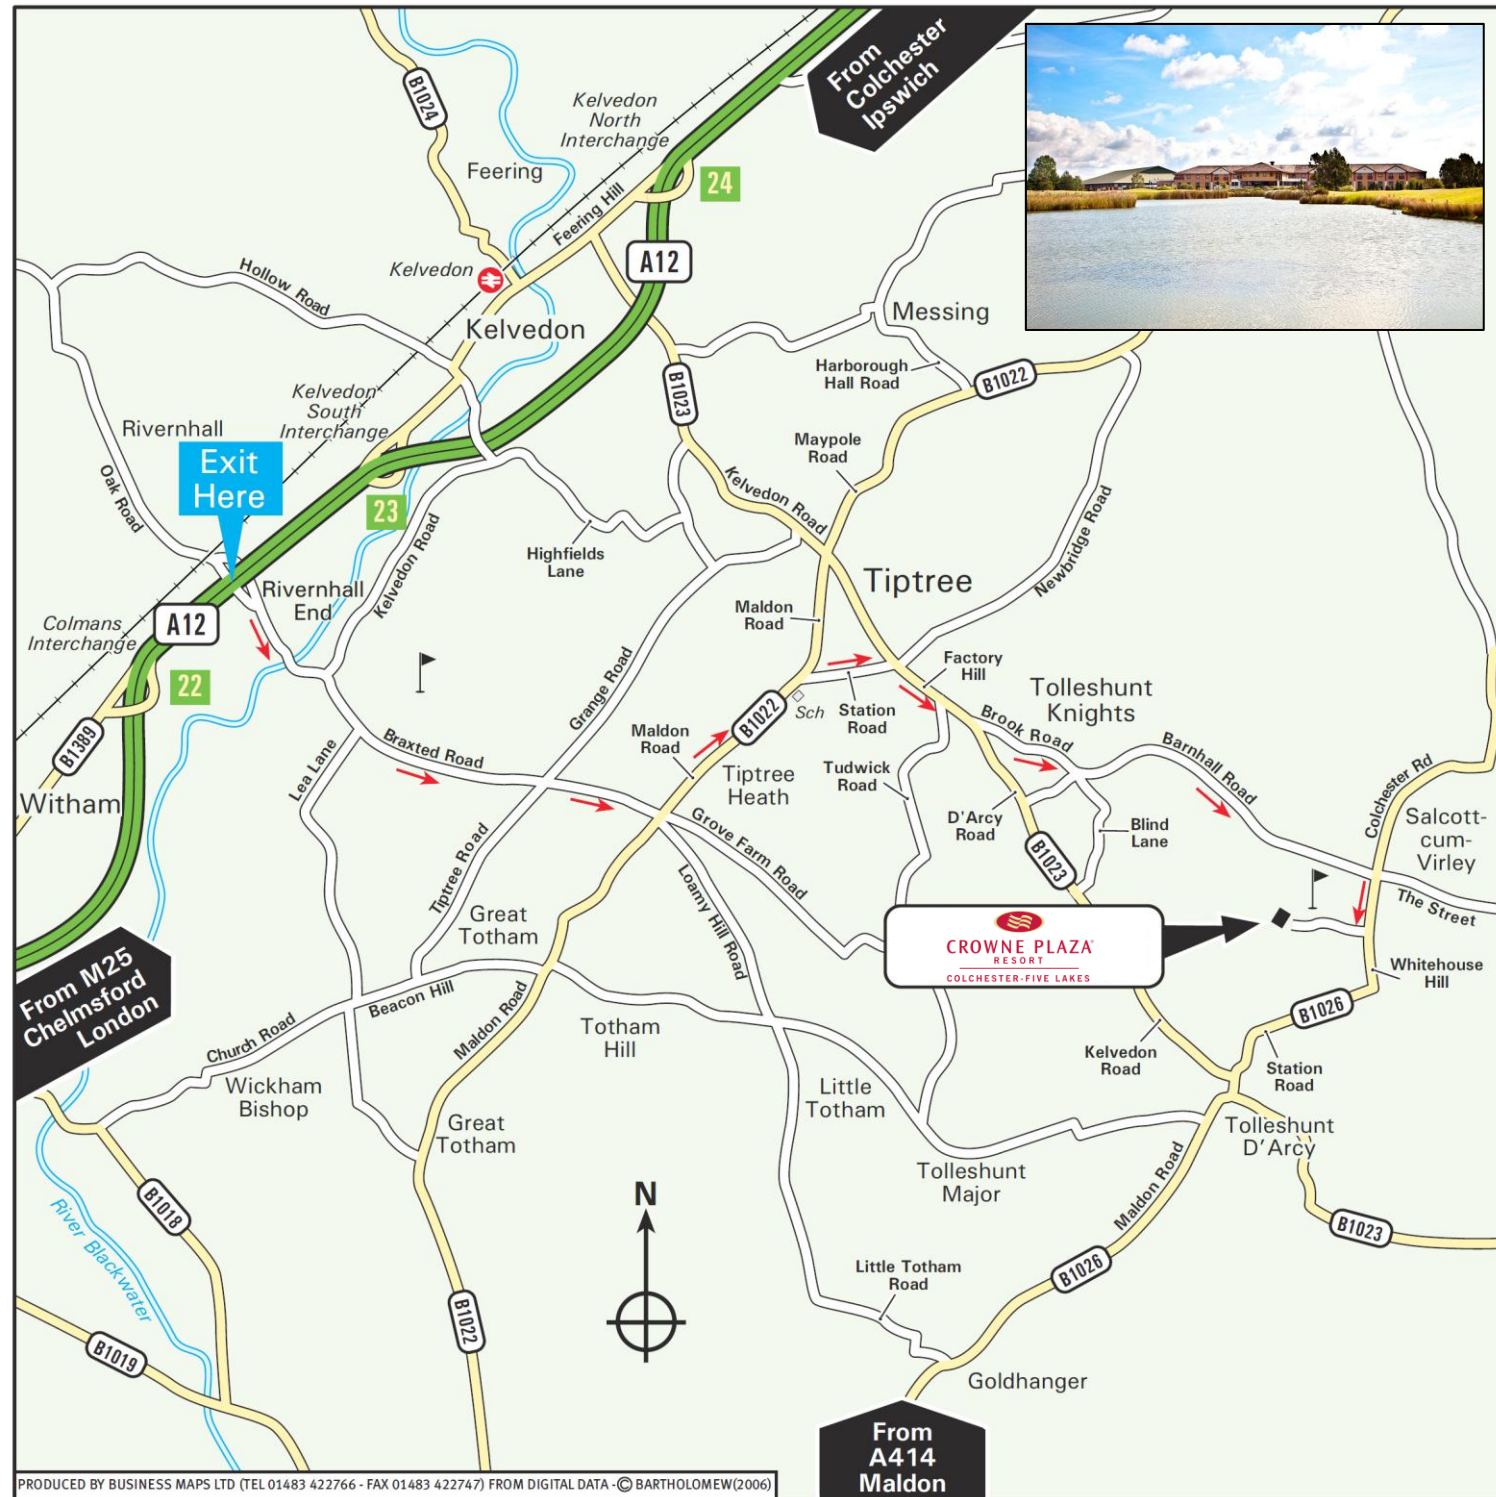 From
Colchester
Ipswich
B1024
Kelvedon
North
Interchange
Feering
24
Feering Hill
A12
Hollow Road
Kelvedon
Kelvedon
Messing
Harborough
Hall Road
B1022
B1023
Kelvedon
South
Interchange
Rivernhall
Exit
Here
Oak Road
Maypole
Road
Kelvedon Road
23
Kelvedon Road
Highfields
Lane
Newbridge Road
Tiptree
Rivernhall
End
A12
Colmans
Interchange
Maldon
Road
22
Grange Road
Factory
Hill
Tolleshunt
Knights
B1022
Sch
Station
Road
Brook Road
Barnhall Road
B1389
Braxted Road
Maldon
Road
Lea Lane
Tiptree
Heath
Tudwick
Road
Colchester Rd
Witham
D'Arcy
Road
Blind
Lane
Salcott-
cum-
Virley
Grove Farm Road
B1023
Tiptree Road
Loamy Hill Road
The Street
Great
Totham
CROWNE PLAZA
RESORT
COLCHESTER-FIVE LAKES
From M25
Chelmsford
London
Whitehouse
Hill
Beacon Hill
Maldon Road
B1026
Church Road
Totham
Hill
Kelvedon
Road
Station
Road
Wickham
Bishop
Little
Totham
Great
Totham
Tolleshunt
D'Arcy
Tolleshunt
Major
Maldon Road
N
B1018
River Blackwater
B1023
Little Totham
Road
B1026
B1022
B1019
Goldhanger
From
A414
Maldon
PRODUCED BY BUSINESS MAPS LTD (TEL 01483 422766 - FAX 01483 422747) FROM DIGITAL DATA - © BARTHOLOMEW(2006)